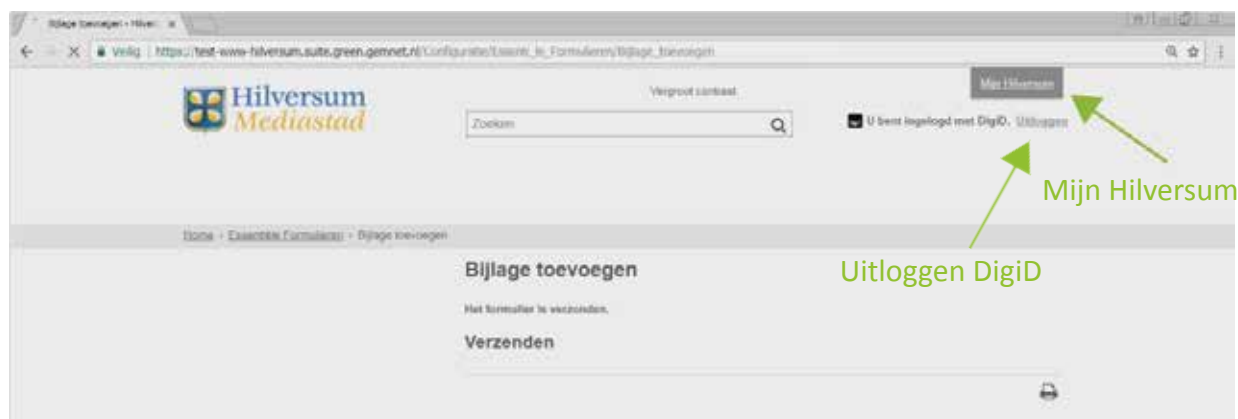 Bijlage toevoegen - Hilver
Veilig https://test-www-hilversum.suite.green.gemnet.nl/Configuratie/Essente_le_Formulieren/Bijlage_toevoegen
Hilversum
Mediastad
Vergroot contrast
Mijn Hilversum
Zoeken
U bent ingelogd met DigiD. Uitloggen
Mijn Hilversum
Home - Essentiële Formulieren - Bijlage toevoegen
Bijlage toevoegen
Uitloggen DigiD
Het formulier is verzonden.
Verzenden